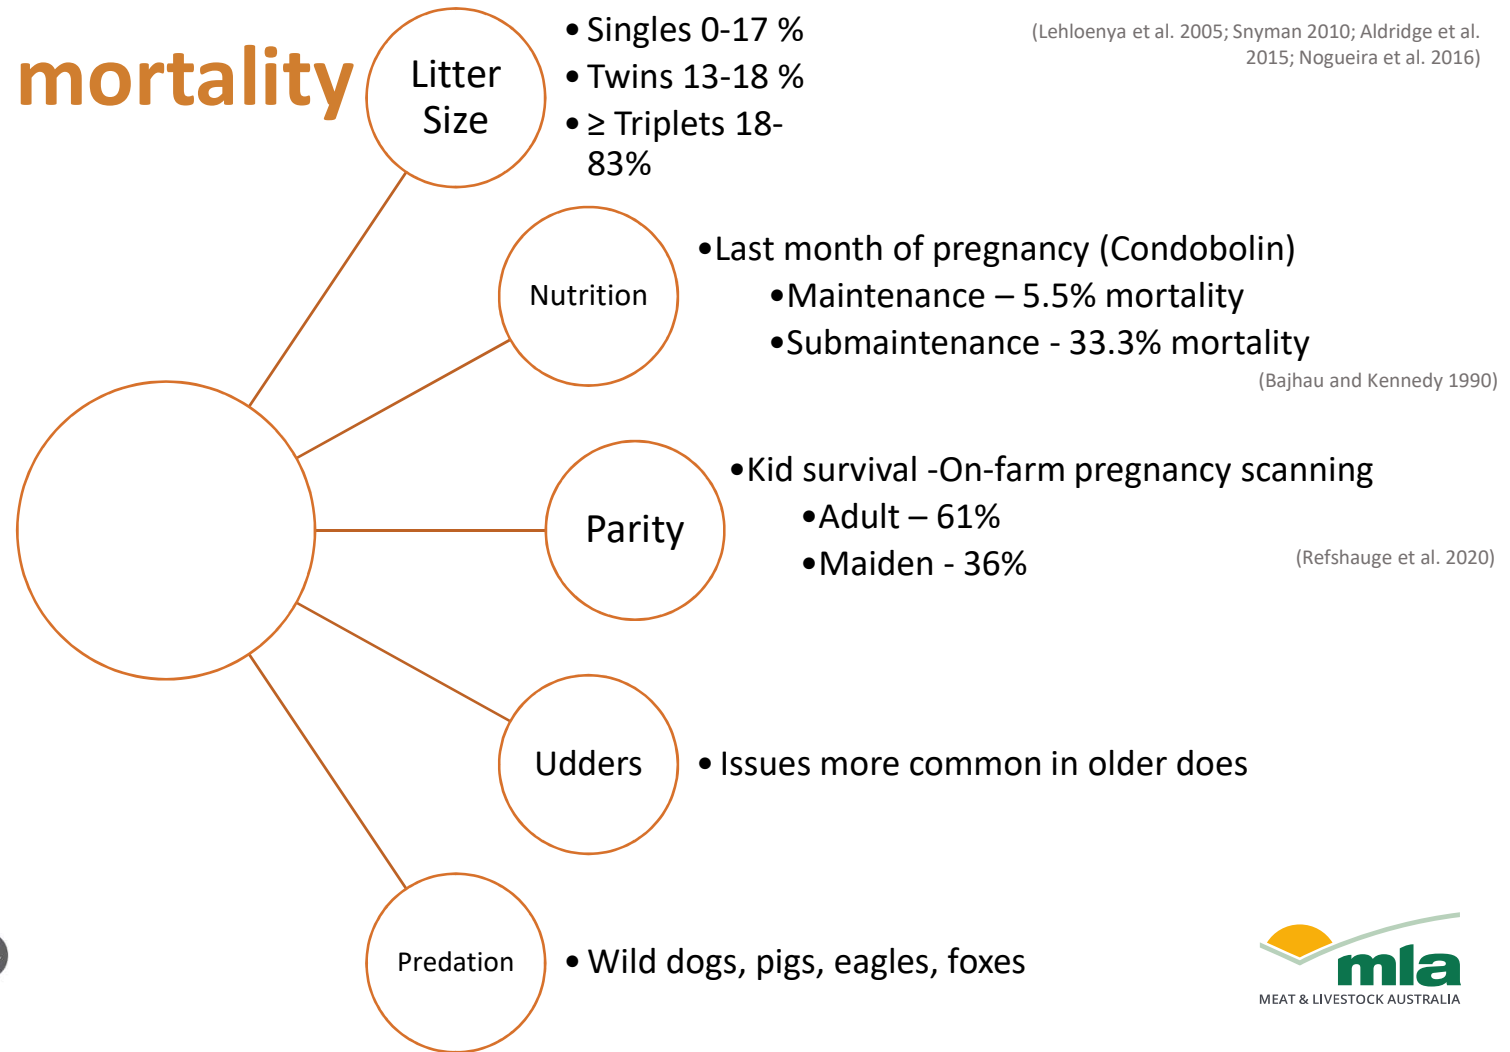 mortality
Litter
Size
• Singles 0-17 %
• Twins 13-18 %
• ≥ Triplets 18-
83%
(Lehloenya et al. 2005; Snyman 2010; Aldridge et al.
2015; Nogueira et al. 2016)
Nutrition
•Last month of pregnancy (Condobolin)
•Maintenance – 5.5% mortality
•Submaintenance - 33.3% mortality
(Bajhau and Kennedy 1990)
Parity
•Kid survival -On-farm pregnancy scanning
•Adult – 61%
•Maiden - 36%
(Refshauge et al. 2020)
Udders
• Issues more common in older does
Predation
• Wild dogs, pigs, eagles, foxes
mla
MEAT & LIVESTOCK AUSTRALIA